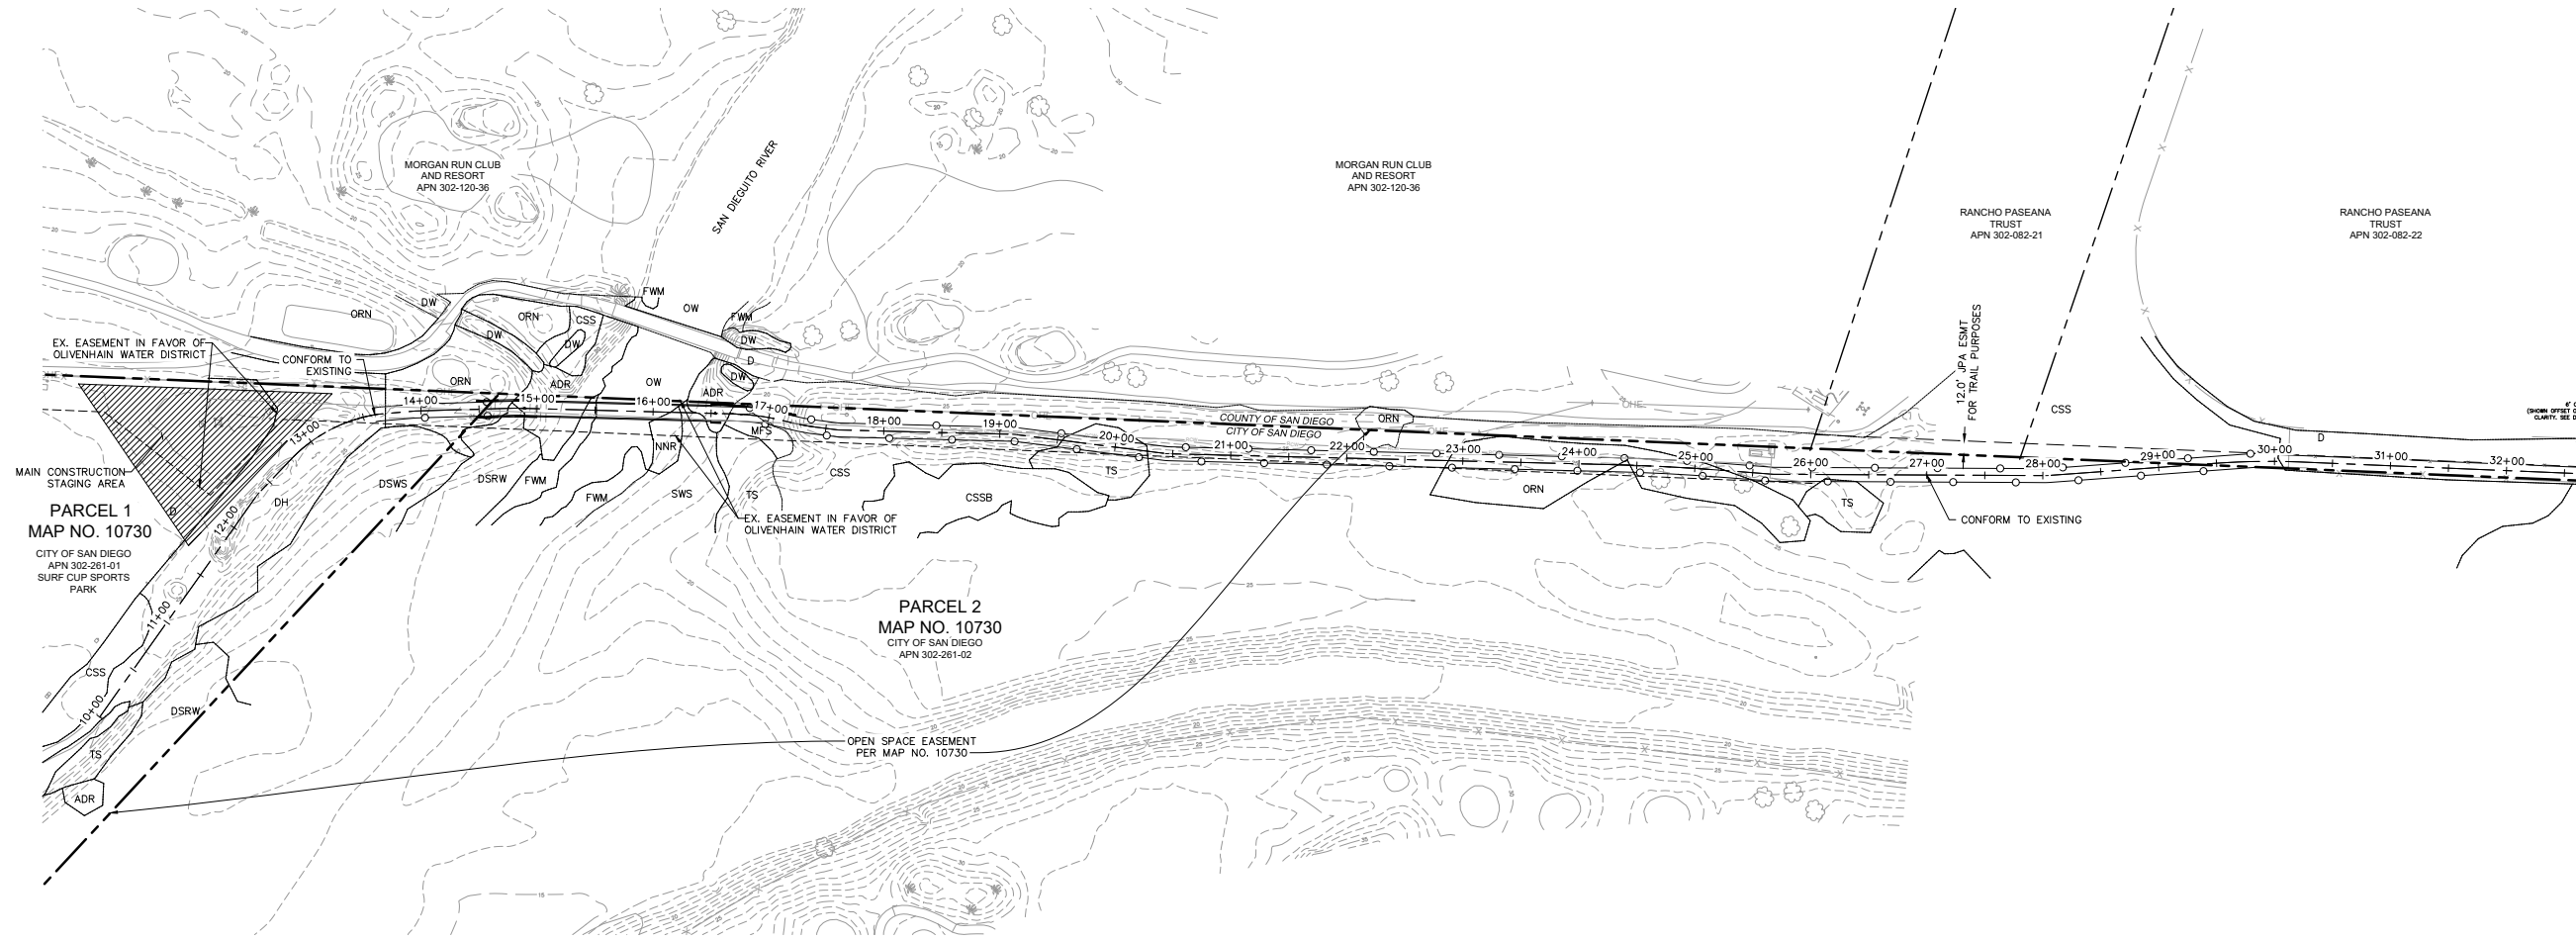 MORGAN RUN CLUB
AND RESORT
APN 302-120-36
SAN DIEGUITO RIVER
MORGAN RUN CLUB
AND RESORT
APN 302-120-36
RANCHO PASEANA
TRUST
APN 302-082-21
RANCHO PASEANA
TRUST
APN 302-082-22
FWM
OW
DW
ORN
ORN
CSS
FWM
DW
DW
DW
D
EX. EASEMENT IN FAVOR OF
OLIVENHAIN WATER DISTRICT
CONFORM TO
EXISTING
ORN
ADR
OW
ADR
DW
12.0' JPA ESMT
FOR TRAIL PURPOSES
CSS
ORN
COUNTY OF SAN DIEGO
CITY OF SAN DIEGO
OHE
10+00
11+00
12+00
13+00
14+00
15+00
16+00
17+00
18+00
19+00
20+00
21+00
22+00
23+00
24+00
25+00
26+00
27+00
28+00
29+00
30+00
31+00
32+00
D
MFS
NNR
MAIN CONSTRUCTION
STAGING AREA
D
DH
DSWS
DSRW
FWM
FWM
SWS
TS
CSS
CSSB
TS
ORN
TS
EX. EASEMENT IN FAVOR OF
OLIVENHAIN WATER DISTRICT
CONFORM TO EXISTING
PARCEL 1
MAP NO. 10730
CITY OF SAN DIEGO
APN 302-261-01
SURF CUP SPORTS
PARK
PARCEL 2
MAP NO. 10730
CITY OF SAN DIEGO
APN 302-261-02
CSS
DSRW
TS
ADR
OPEN SPACE EASEMENT
PER MAP NO. 10730